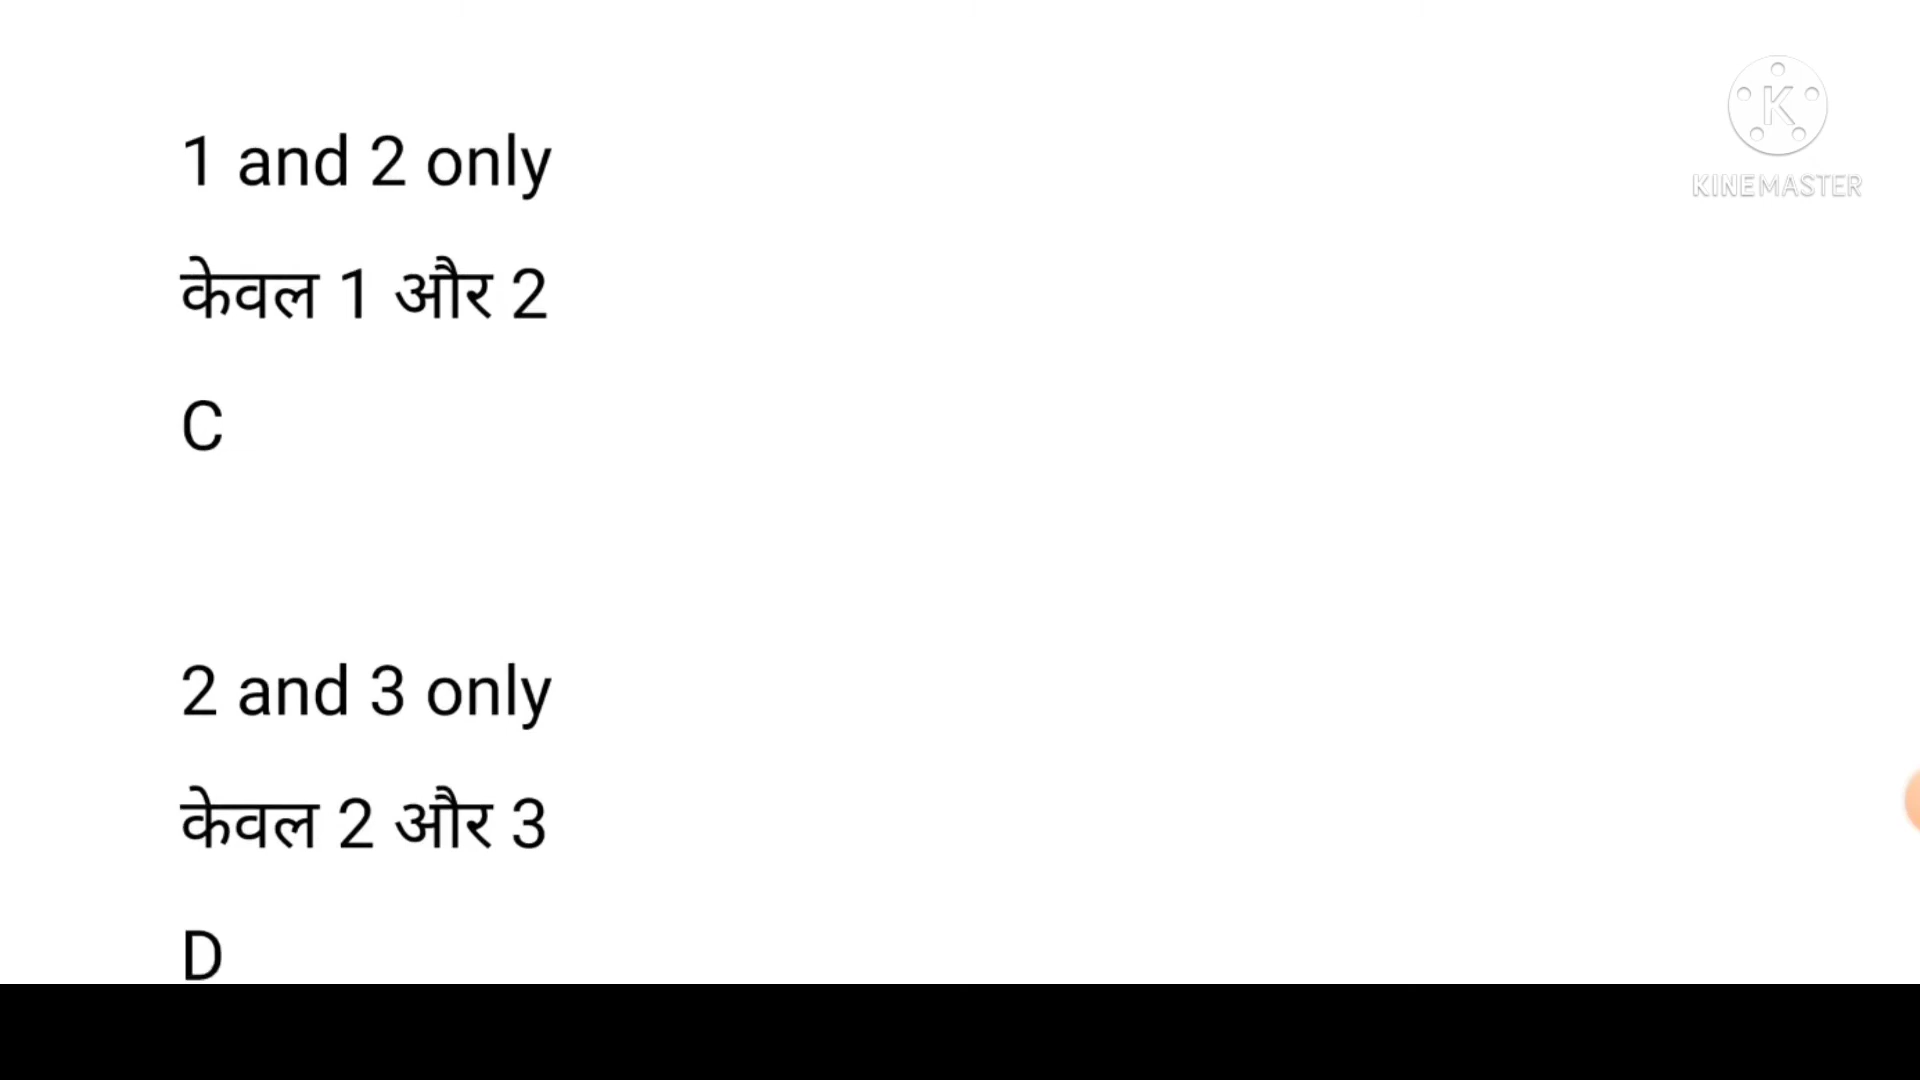 1 and 2 only
K
KINEMASTER
केवल 1 और 2
C
2 and 3 only
केवल 2 और 3
D